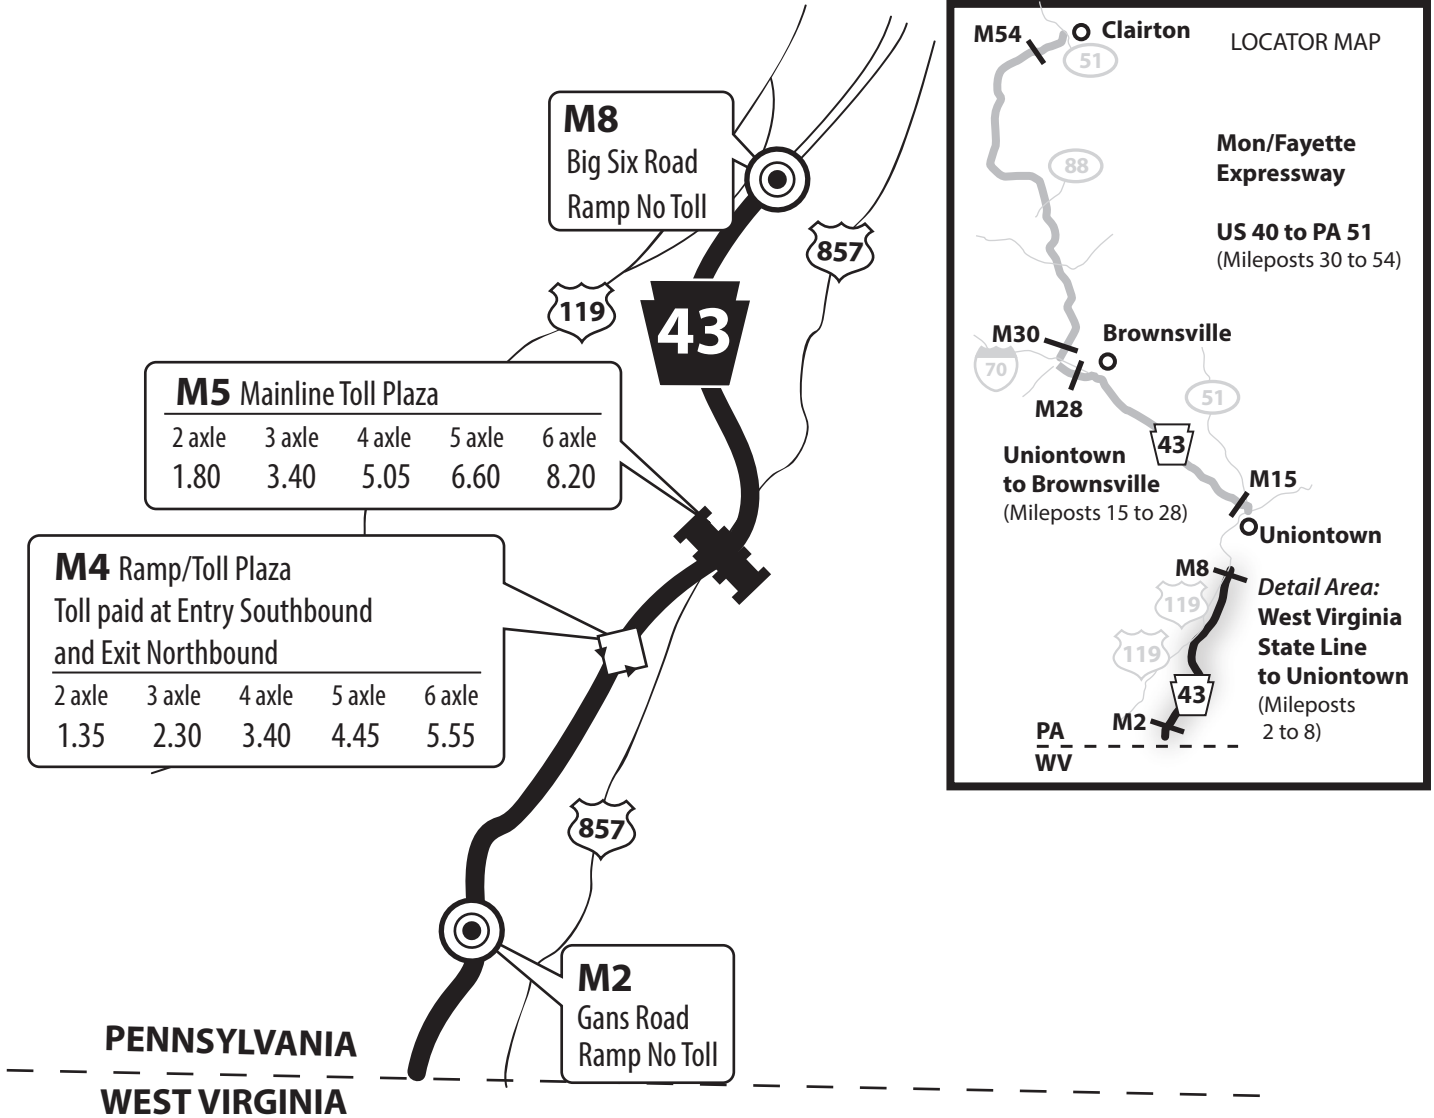 M8
Big Six Road
Ramp No Toll
857
119
43
M5 Mainline Toll Plaza
2 axle 3 axle 4 axle 5 axle 6 axle
1.80 3.40 5.05 6.60 8.20
M4 Ramp/Toll Plaza
Toll paid at Entry Southbound
and Exit Northbound
2 axle 3 axle 4 axle 5 axle 6 axle
1.35 2.30 3.40 4.45 5.55
857
M2
Gans Road
Ramp No Toll
PENNSYLVANIA
WEST VIRGINIA
LOCATOR MAP
M54
Clairton
51
Mon/Fayette
Expressway
88
US 40 to PA 51
(Mileposts 30 to 54)
M30
Brownsville
70
M28
51
43
Uniontown
to Brownsville
(Mileposts 15 to 28)
M15
Uniontown
M8
119
119
Detail Area:
West Virginia
State Line
to Uniontown
(Mileposts
2 to 8)
43
M2
PA
WV